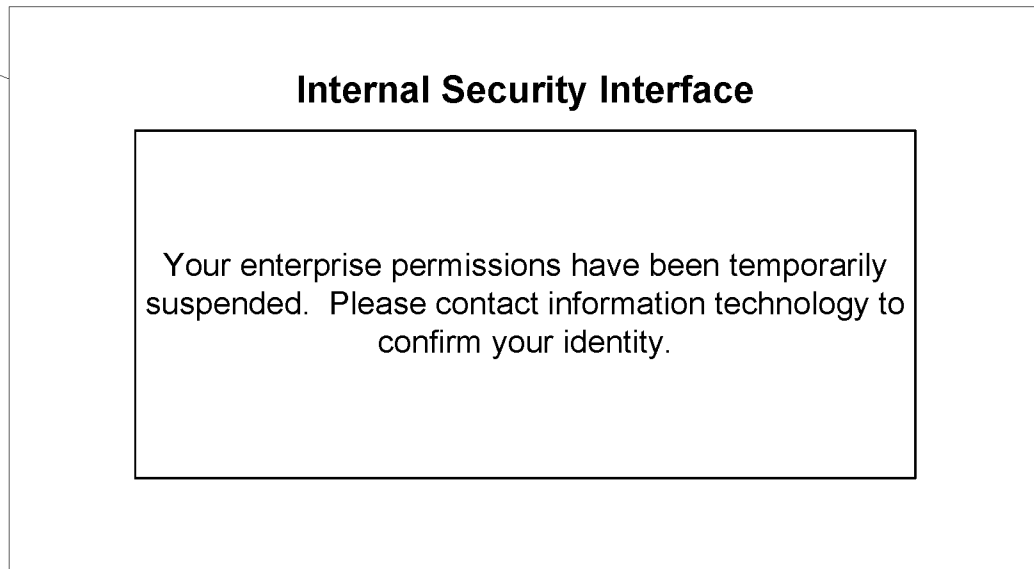 Internal Security Interface
Your enterprise permissions have been temporarily
suspended.  Please contact information technology to
confirm your identity.